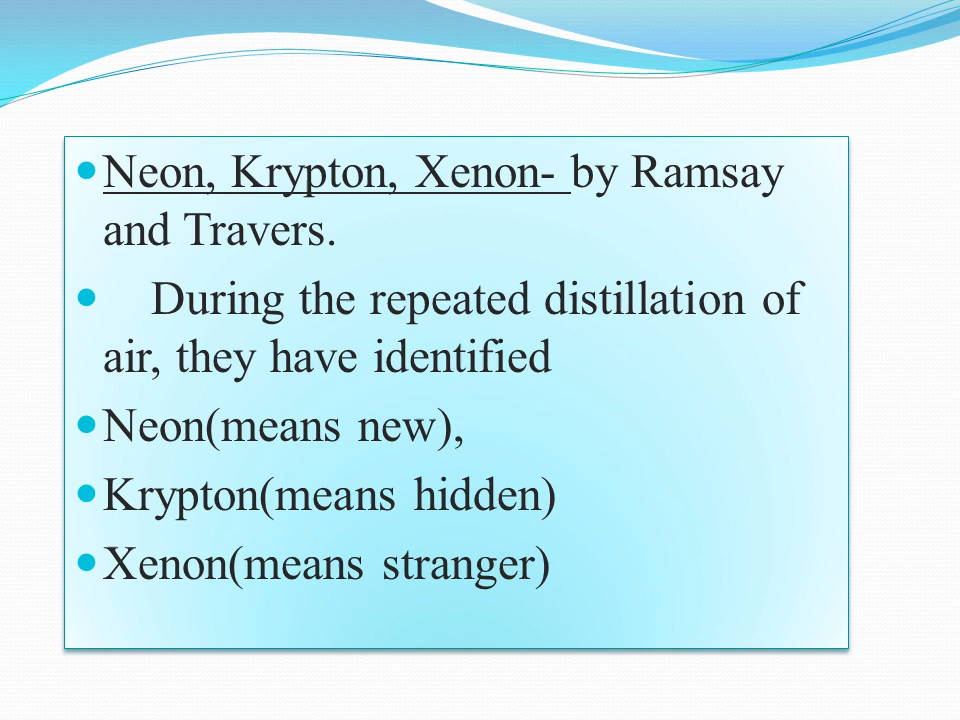 Neon, Krypton, Xenon- by Ramsay
and Travers.
During the repeated distillation of
air, they have identified
Neon(means new),
Krypton(means hidden)
Xenon(means stranger)